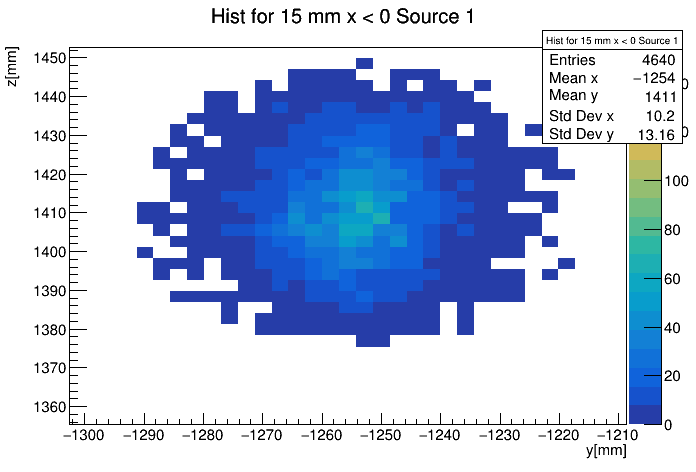 Hist for 15 mm x < 0 Source 1
z[mm]
1450
1440
1430
1420
1410
1400
1390
1380
1370
1360
−1300 −1290 −1280 −1270 −1260 −1250 −1240 −1230 −1220 −1210
y[mm]
Hist for 15 mm x < 0 Source 1
Entries 4640
Mean x −1254
Mean y 1411
Std Dev x 10.2
Std Dev y 13.16
100
80
60
40
20
0